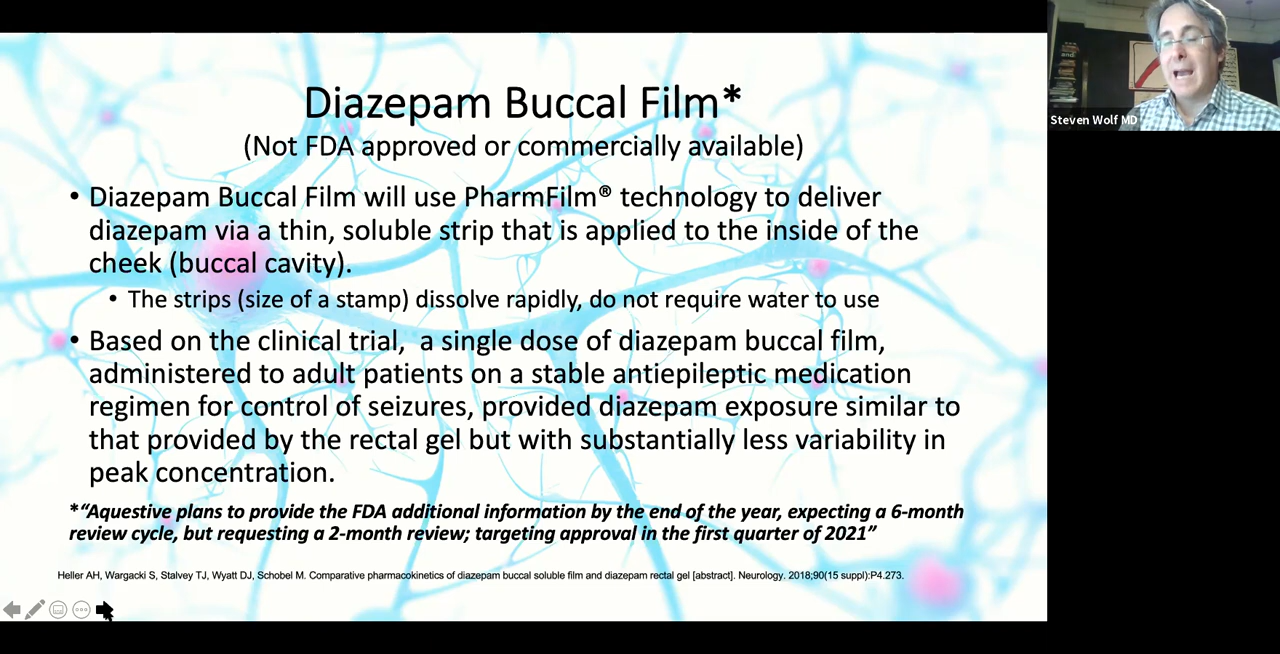 Diazepam Buccal Film*
(Not FDA approved or commercially available)
• Diazepam Buccal Film will use PharmFilm® technology to deliver
diazepam via a thin, soluble strip that is applied to the inside of the
cheek (buccal cavity).
• The strips (size of a stamp) dissolve rapidly, do not require water to use
• Based on the clinical trial,  a single dose of diazepam buccal film,
administered to adult patients on a stable antiepileptic medication
regimen for control of seizures, provided diazepam exposure similar to
that provided by the rectal gel but with substantially less variability in
peak concentration.
*“Aquestive plans to provide the FDA additional information by the end of the year, expecting a 6-month
review cycle, but requesting a 2-month review; targeting approval in the first quarter of 2021”
Heller AH, Wargacki S, Stalvey TJ, Wyatt DJ, Schobel M. Comparative pharmacokinetics of diazepam buccal soluble film and diazepam rectal gel [abstract]. Neurology. 2018;90(15 suppl):P4.273.
Steven Wolf MD